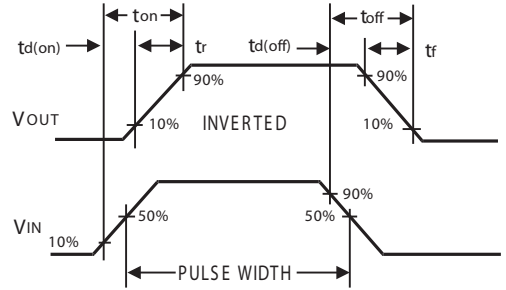 ton
toff
td(on)
tr
td(off)
tf
90%
90%
VOUT
10%
INVERTED
10%
90%
VIN
10%
50%
50%
PULSE WIDTH